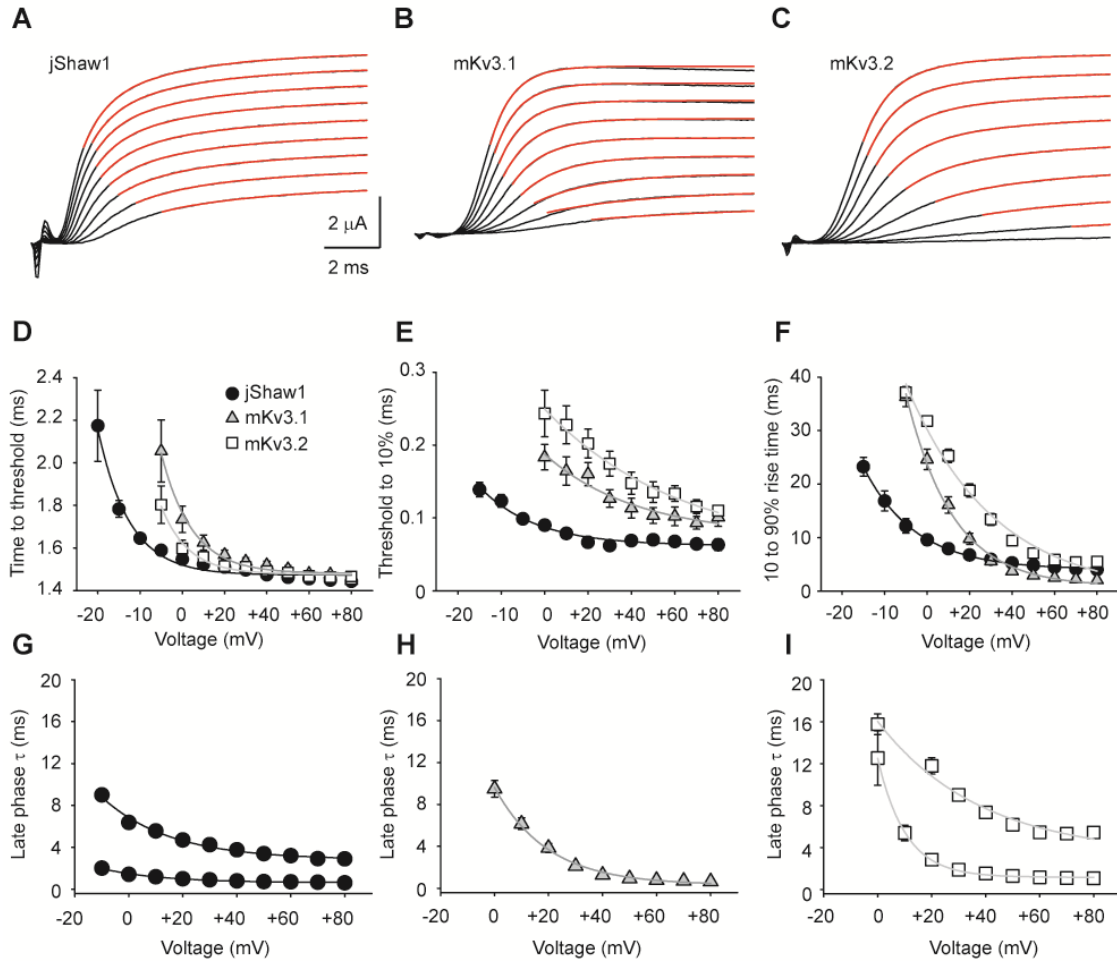 A
jShaw1
2 μA
2 ms
B
mKv3.1
C
mKv3.2
D
Time to threshold (ms)
2.4
2.2
2.0
1.8
1.6
1.4
jShaw1
mKv3.1
mKv3.2
-20 -10 0 +20 +40 +60 +80
Voltage (mV)
E
Threshold to 10% (ms)
0.3
0.2
0.1
0
-20 -10 0 +20 +40 +60 +80
Voltage (mV)
F
10 to 90% rise time (ms)
40
30
20
10
0
-20 -10 0 +20 +40 +60 +80
Voltage (mV)
G
Late phase τ (ms)
20
16
12
8
4
0
-20 0 +20 +40 +60 +80
Voltage (mV)
H
Late phase τ (ms)
20
16
12
8
4
0
-20 0 +20 +40 +60 +80
Voltage (mV)
I
Late phase τ (ms)
20
16
12
8
4
0
-20 0 +20 +40 +60 +80
Voltage (mV)